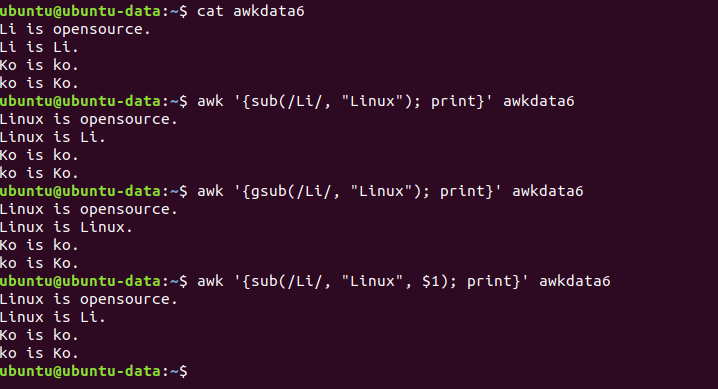 ubuntu@ubuntu-data:~$ cat awkdata6
Li is opensource.
Li is Li.
Ko is ko.
ko is Ko.
ubuntu@ubuntu-data:~$ awk '{sub(/Li/, "Linux"); print}' awkdata6
Linux is opensource.
Linux is Li.
Ko is ko.
ko is Ko.
ubuntu@ubuntu-data:~$ awk '{gsub(/Li/, "Linux"); print}' awkdata6
Linux is opensource.
Linux is Linux.
Ko is ko.
ko is Ko.
ubuntu@ubuntu-data:~$ awk '{sub(/Li/, "Linux", $1); print}' awkdata6
Linux is opensource.
Linux is Li.
Ko is ko.
ko is Ko.
ubuntu@ubuntu-data:~$